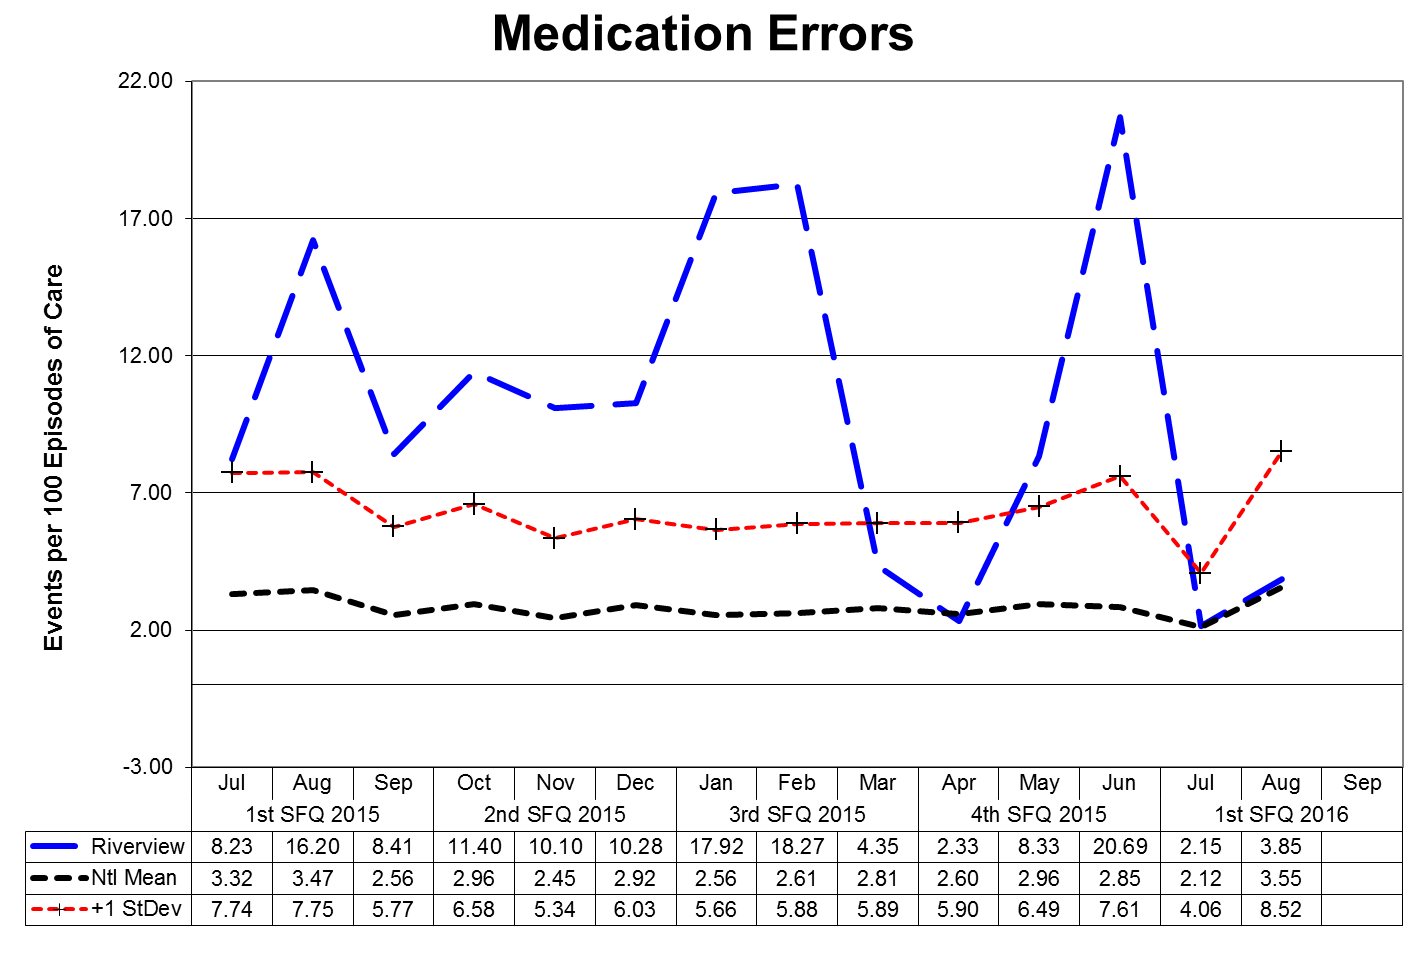 Medication Errors
22.00
17.00
12.00
7.00
2.00
-3.00
Events per 100 Episodes of Care
Jul Aug Sep Oct Nov Dec Jan Feb Mar Apr May Jun Jul Aug Sep
1st SFQ 2015 2nd SFQ 2015 3rd SFQ 2015 4th SFQ 2015 1st SFQ 2016
Riverview 8.23 16.20 8.41 11.40 10.10 10.28 17.92 18.27 4.35 2.33 8.33 20.69 2.15 3.85
Ntl Mean 3.32 3.47 2.56 2.96 2.45 2.92 2.56 2.61 2.81 2.60 2.96 2.85 2.12 3.55
+1 StDev 7.74 7.75 5.77 6.58 5.34 6.03 5.66 5.88 5.89 5.90 6.49 7.61 4.06 8.52